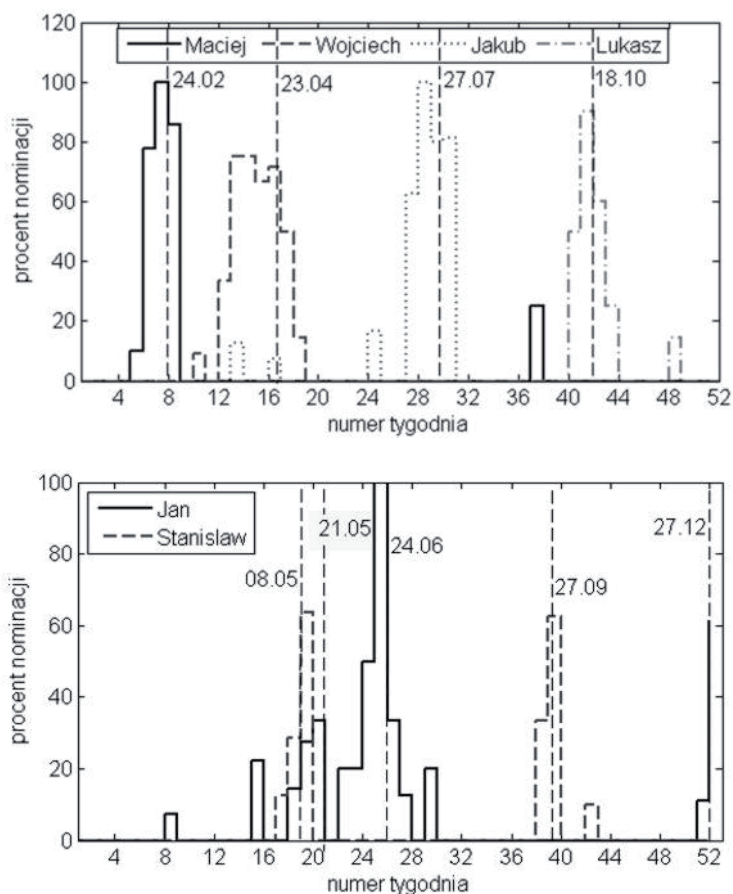 120
100
80
60
40
20
0
procent nominacji
Maciej Wojciech Jakub Lukasz
24.02 23.04 27.07 18.10
4 8 12 16 20 24 28 32 36 40 44 48 52
numer tygodnia
100
80
60
40
20
0
procent nominacji
Jan
Stanislaw
08.05 21.05 24.06 27.09 27.12
4 8 12 16 20 24 28 32 36 40 44 48 52
numer tygodnia